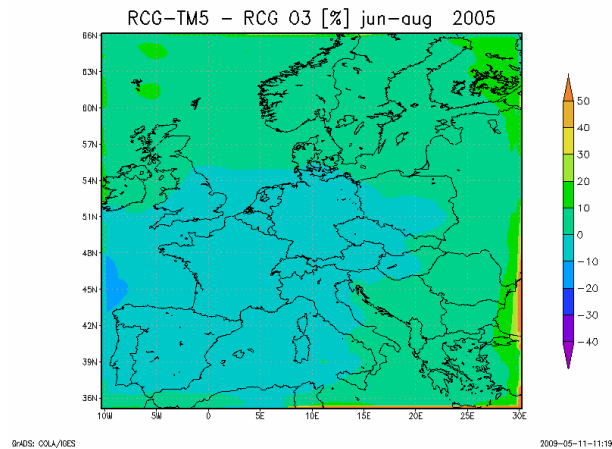 RCG-TM5 - RCG O3 [%] jun-aug 2005
66N
63N
60N
57N
54N
51N
48N
45N
42N
39N
36N
10W 5W 0 5E 10E 15E 20E 25E 30E
50
40
30
20
10
0
-10
-20
-30
-40
GrADS: COLA/IGES
2009-05-11-11:19